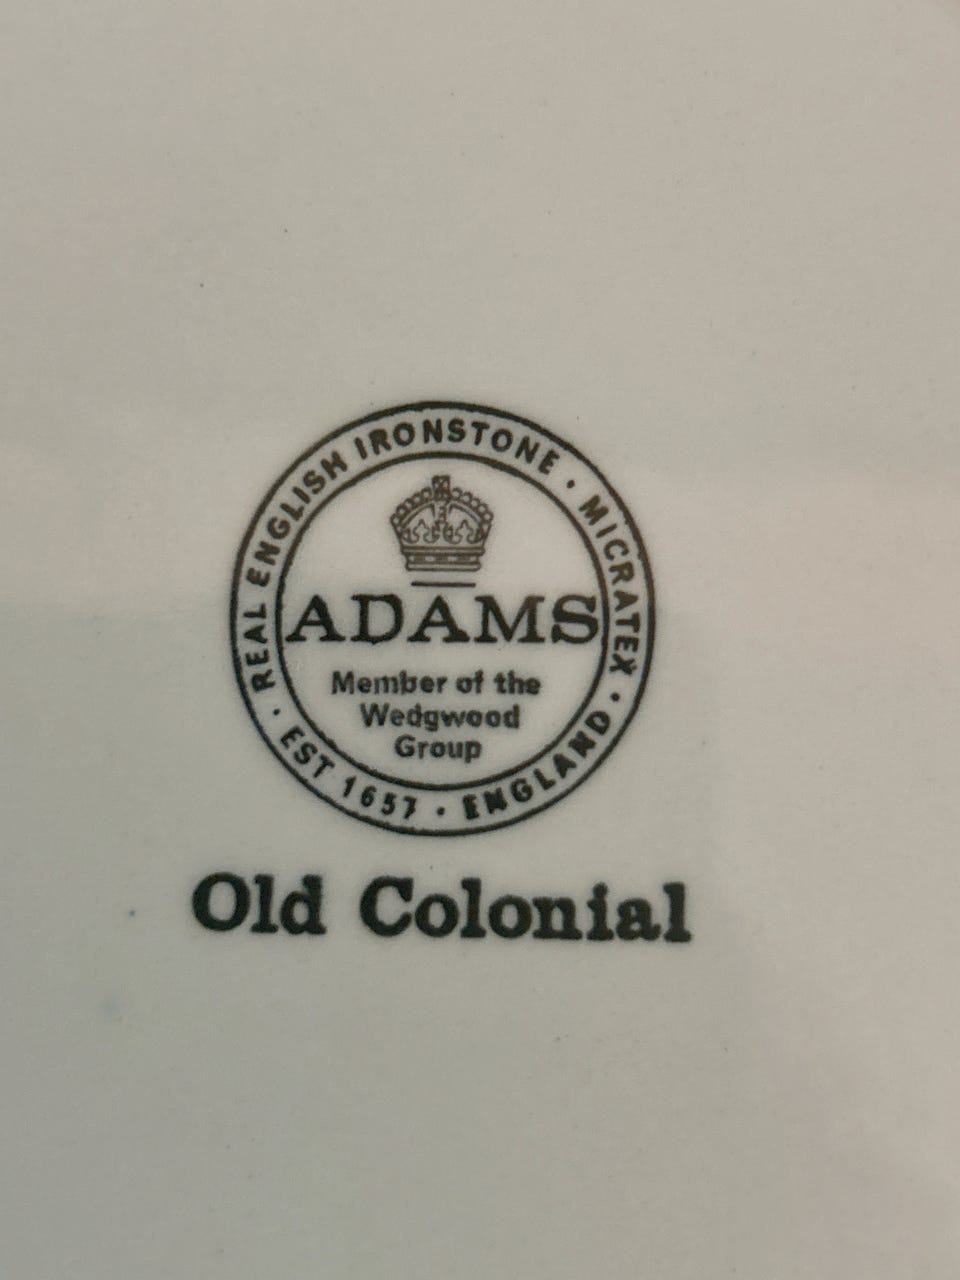 REAL ENGLISH IRONSTONE · MICRATEX ·
ADAMS
Member of the
Wedgwood
Group
· EST 1657 · ENGLAND
Old Colonial